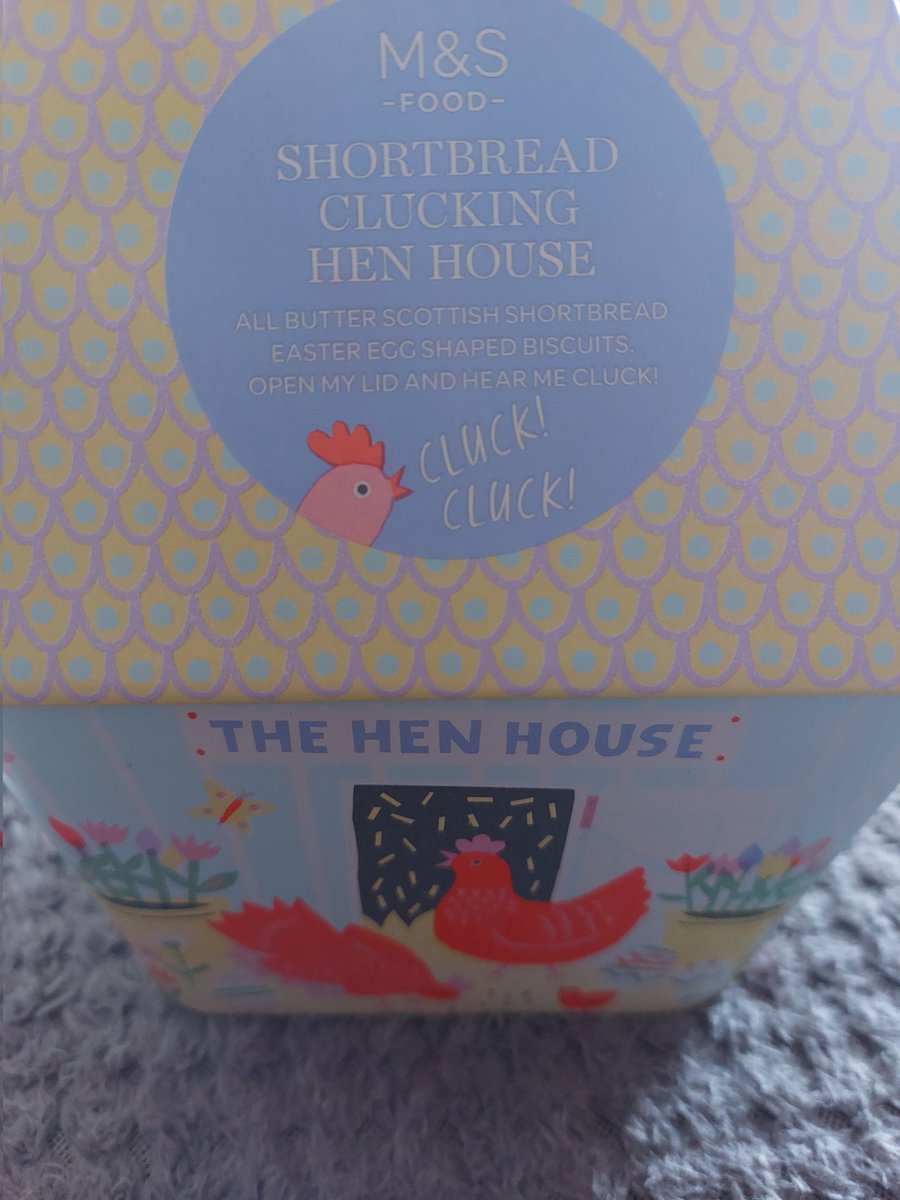 M&S
-FOOD-
SHORTBREAD
CLUCKING
HEN HOUSE
ALL BUTTER SCOTTISH SHORTBREAD
EASTER EGG SHAPED BISCUITS.
OPEN MY LID AND HEAR ME CLUCK!
CLUCK!
CLUCK!
THE HEN HOUSE